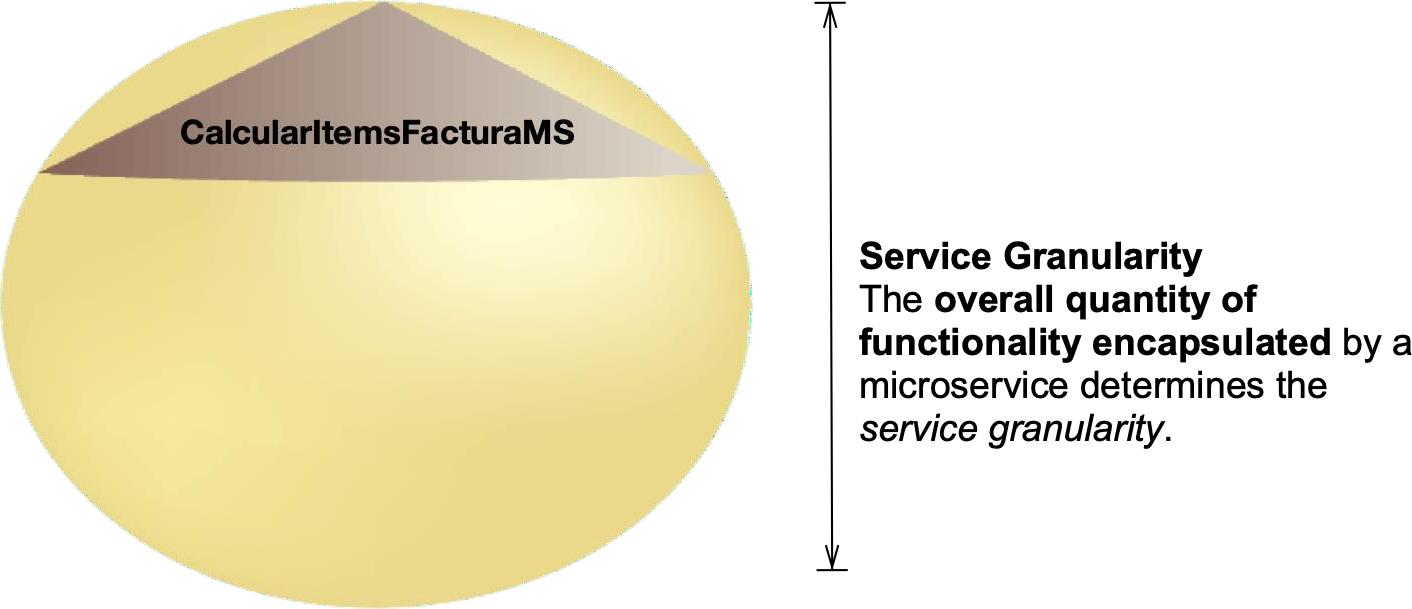 CalcularItemsFacturaMS
Service Granularity
The overall quantity of
functionality encapsulated by a
microservice determines the
service granularity.